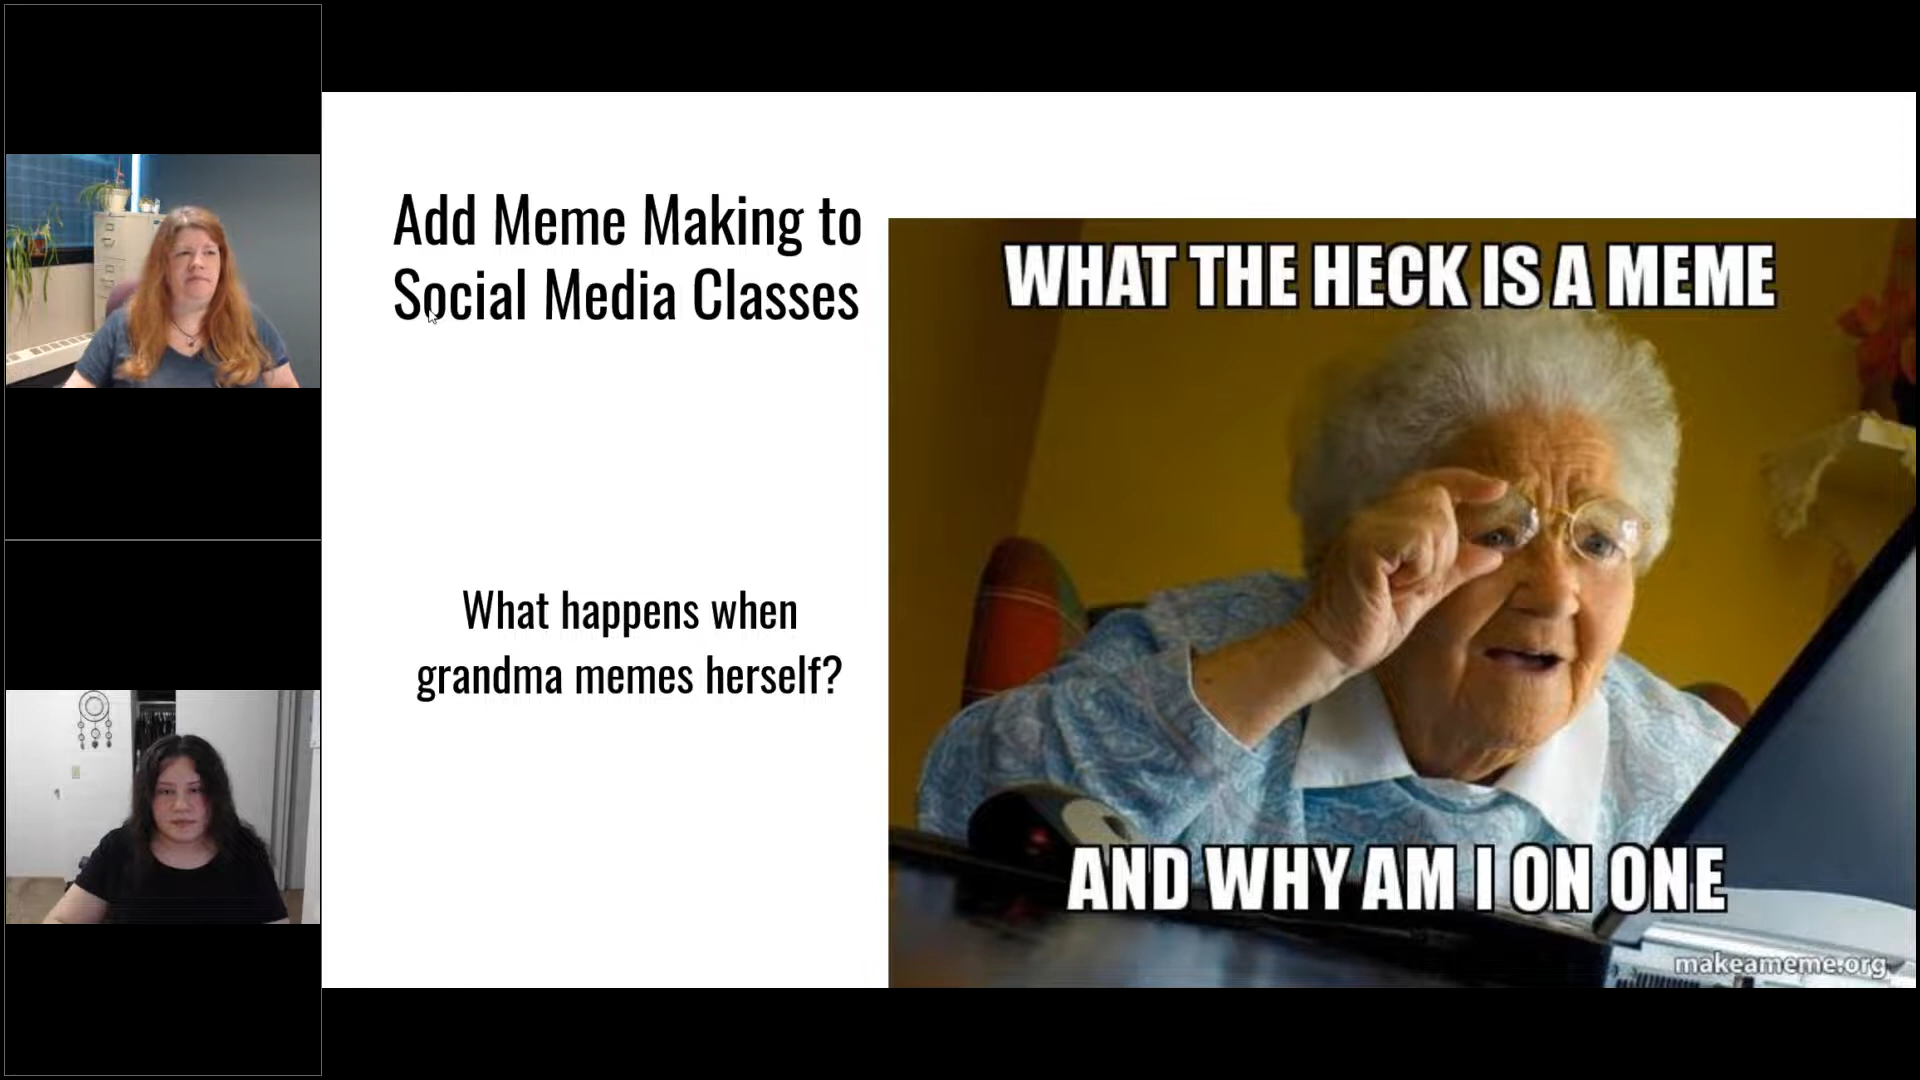 Add Meme Making to
Social Media Classes
What happens when
grandma memes herself?
WHAT THE HECK IS A MEME
AND WHY AM I ON ONE
makeameme.org